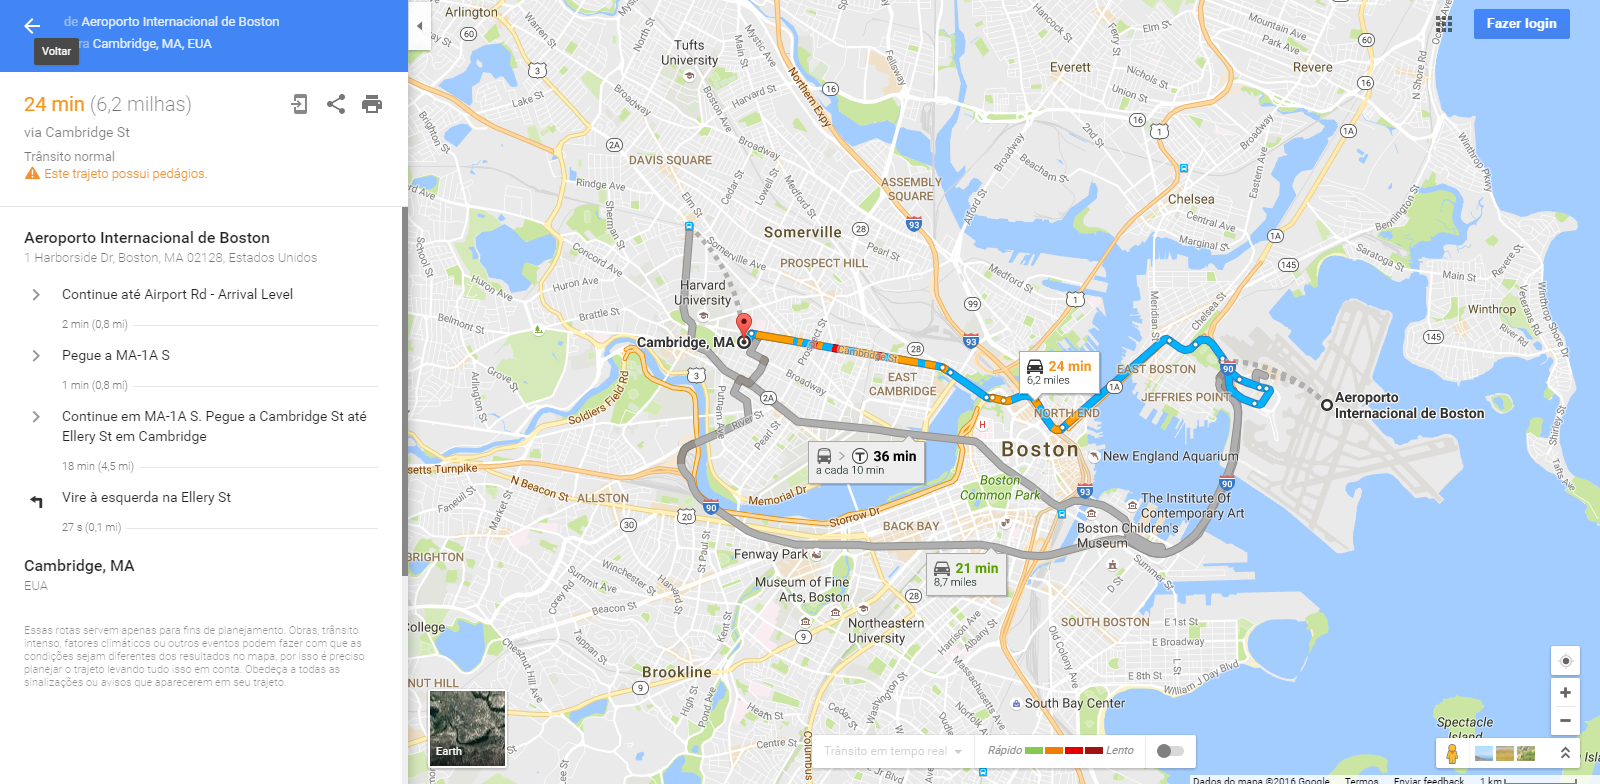 de Aeroporto Internacional de Boston
ra Cambridge, MA, EUA
Voltar
24 min (6,2 milhas)
via Cambridge St
Trânsito normal
Este trajeto possui pedágios.
Aeroporto Internacional de Boston
1 Harborside Dr, Boston, MA 02128, Estados Unidos
Continue até Airport Rd - Arrival Level
2 min (0,8 mi)
Pegue a MA-1A S
1 min (0,8 mi)
Continue em MA-1A S. Pegue a Cambridge St até
Ellery St em Cambridge
18 min (4,5 mi)
Vire à esquerda na Ellery St
27 s (0,1 mi)
Cambridge, MA
EUA
Essas rotas servem apenas para fins de planejamento. Obras, trânsito
intenso, fatores climáticos ou outros eventos podem fazer com que as
condições sejam diferentes dos resultados no mapa, por isso é preciso
planejar o trajeto levando tudo isso em conta. Obedeça a todas as
sinalizações ou avisos que aparecerem em seu trajeto.
Fazer login
Arlington
Tufts
University
Everett
Revere
DAVIS SQUARE
ASSEMBLY
SQUARE
Chelsea
Somerville
PROSPECT HILL
Harvard
University
Winthrop
Cambridge, MA
Cambridge St
EAST
CAMBRIDGE
24 min
6,2 miles
EAST BOSTON
JEFFRIES POINT
NORTH END
Aeroporto
Internacional de Boston
Boston
36 min
a cada 10 min
New England Aquarium
Boston
Common Park
The Institute Of
Contemporary Art
Boston Children's
Museum
ALLSTON
Memorial Dr
Storrow Dr
BACK BAY
Fenway Park
Soldiers Field Rd
setts Turnpike
N Beacon St
BRIGHTON
21 min
8,7 miles
Museum of Fine
Arts, Boston
Northeastern
University
SOUTH BOSTON
Brookline
College
NUT HILL
South Bay Center
E 1st St
E Broadway
E 8th St
William J Day Blvd
Spectacle
Island
Earth
Trânsito em tempo real
Rápido
Lento
Dados do mapa ©2016 Google
Termos
Enviar feedback
1 km